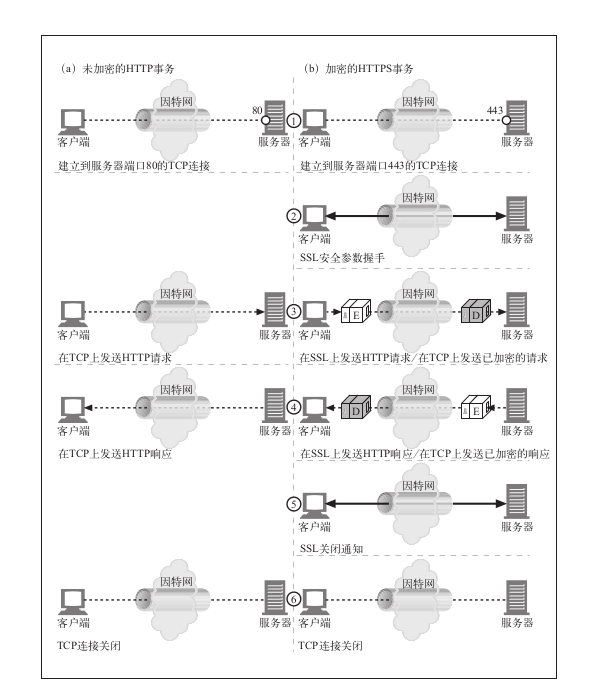 （a）未加密的HTTP事务
（b）加密的HTTPS事务
因特网
80
客户端
服务器
建立到服务器端口80的TCP连接
1
因特网
443
客户端
服务器
建立到服务器端口443的TCP连接
2
因特网
客户端
服务器
SSL安全参数握手
因特网
客户端
服务器
在TCP上发送HTTP请求
3
因特网
E
D
客户端
服务器
在SSL上发送HTTP请求/在TCP上发送已加密的请求
因特网
客户端
服务器
在TCP上发送HTTP响应
4
因特网
D
E
客户端
服务器
在SSL上发送HTTP响应/在TCP上发送已加密的响应
5
因特网
客户端
服务器
SSL关闭通知
因特网
客户端
服务器
TCP连接关闭
6
因特网
客户端
服务器
TCP连接关闭